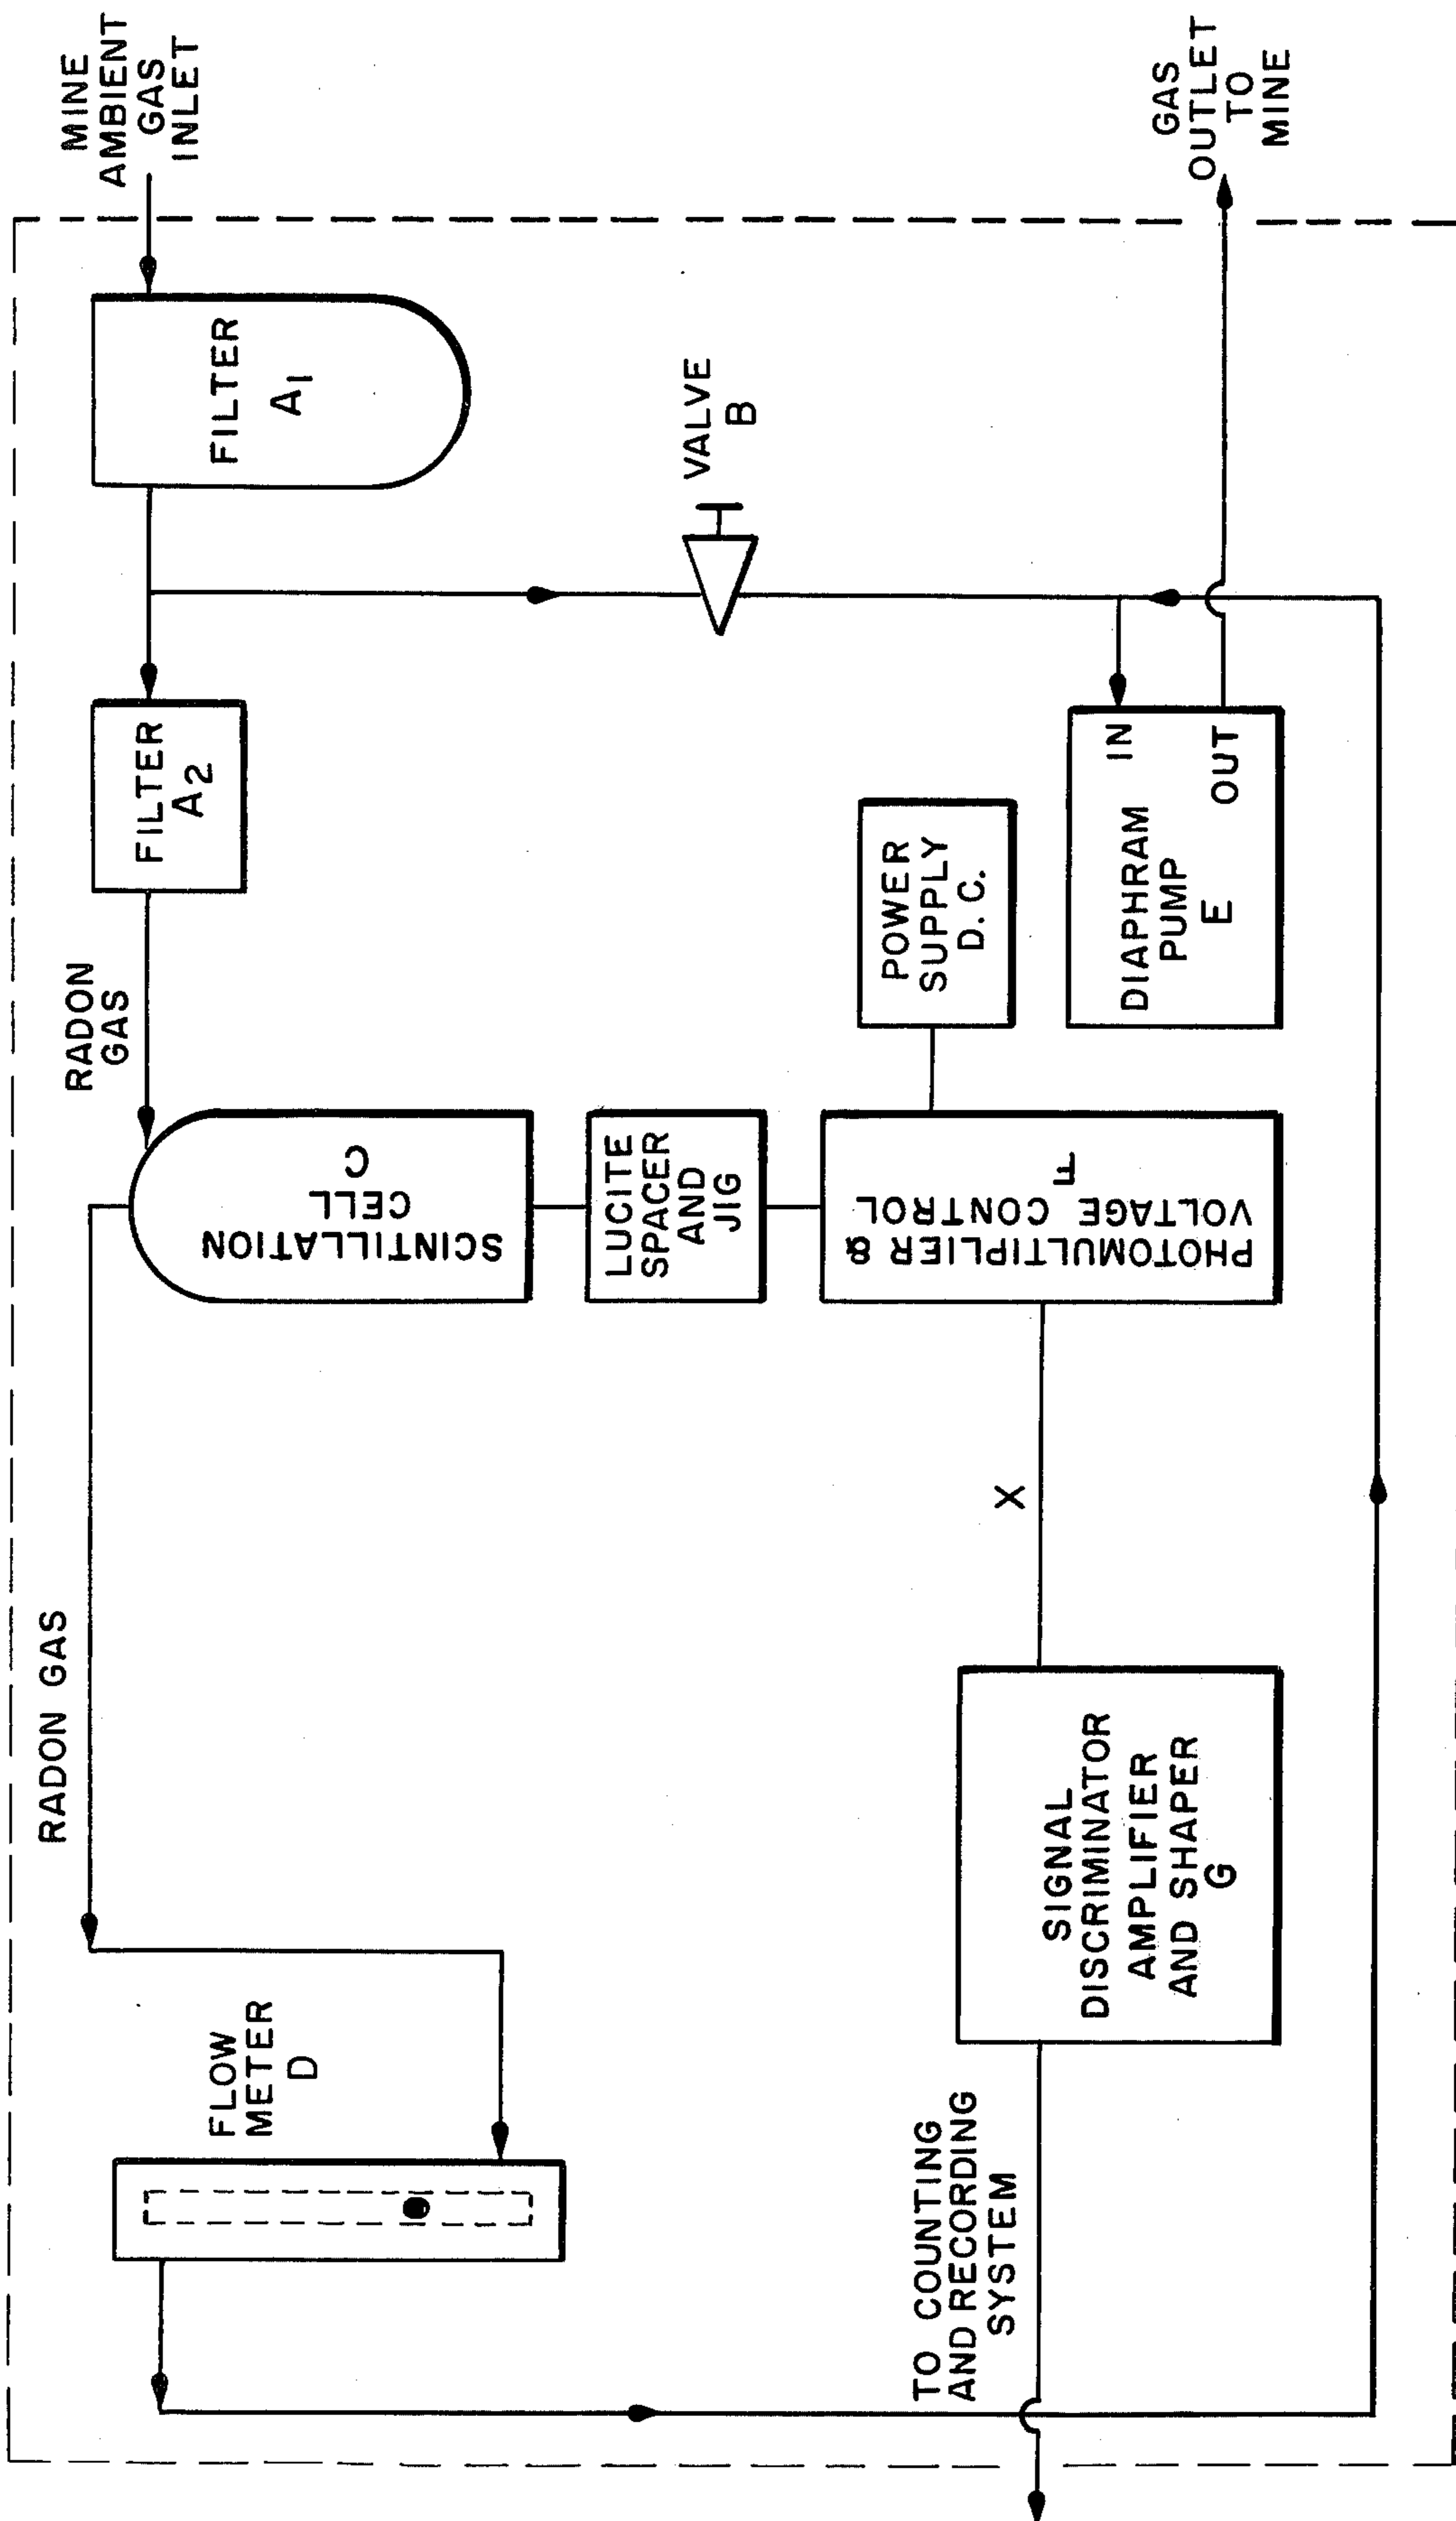 MINE
AMBIENT
GAS
INLET
FILTER
A1
FILTER
A2
RADON
GAS
VALVE
B
GAS
OUTLET
TO
MINE
SCINTILLATION
CELL
C
LUCITE
SPACER
AND
JIG
PHOTOMULTIPLIER &
VOLTAGE CONTROL
F
POWER
SUPPLY
D. C.
DIAPHRAM
PUMP
E
IN
OUT
RADON GAS
FLOW
METER
D
X
SIGNAL
DISCRIMINATOR
AMPLIFIER
AND SHAPER
G
TO COUNTING
AND RECORDING
SYSTEM